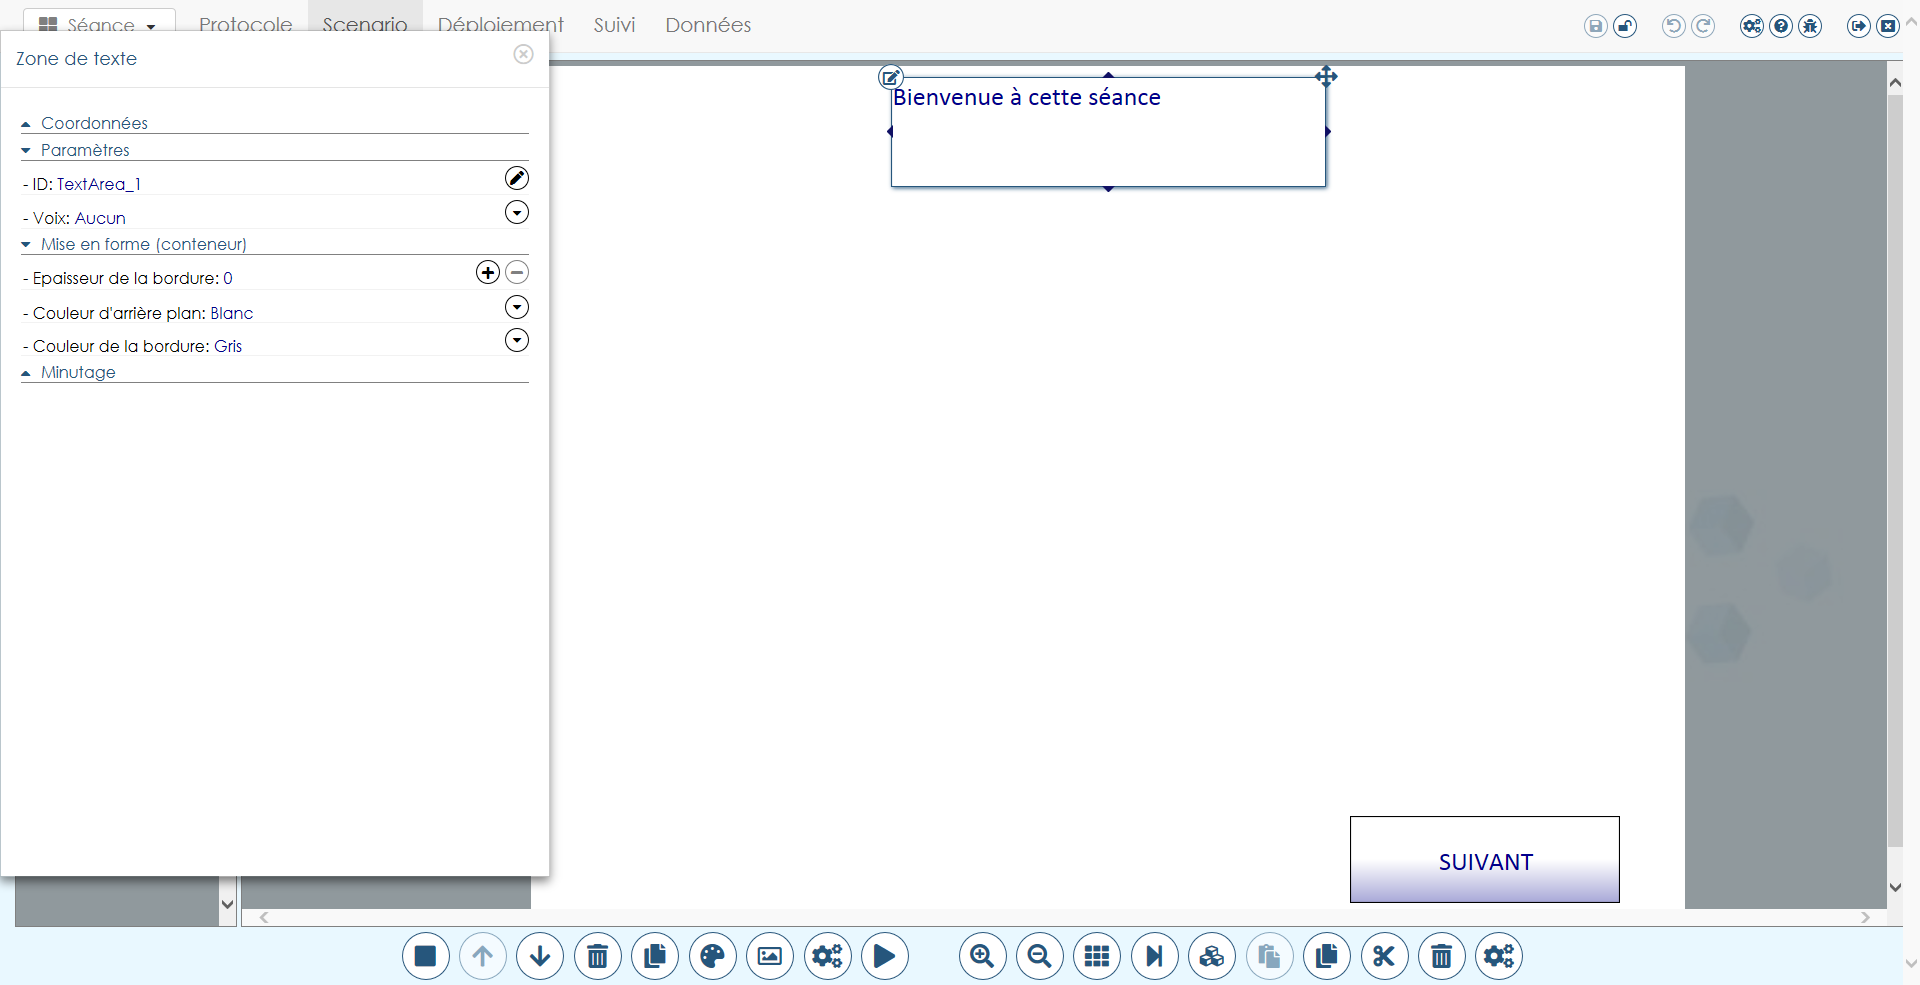 Séance
Protocole
Scenario
Déploiement
Suivi
Données
Zone de texte
Coordonnées
Paramètres
- ID: TextArea_1
- Voix: Aucun
Mise en forme (conteneur)
- Epaisseur de la bordure: 0
- Couleur d'arrière plan: Blanc
- Couleur de la bordure: Gris
Minutage
Bienvenue à cette séance
SUIVANT